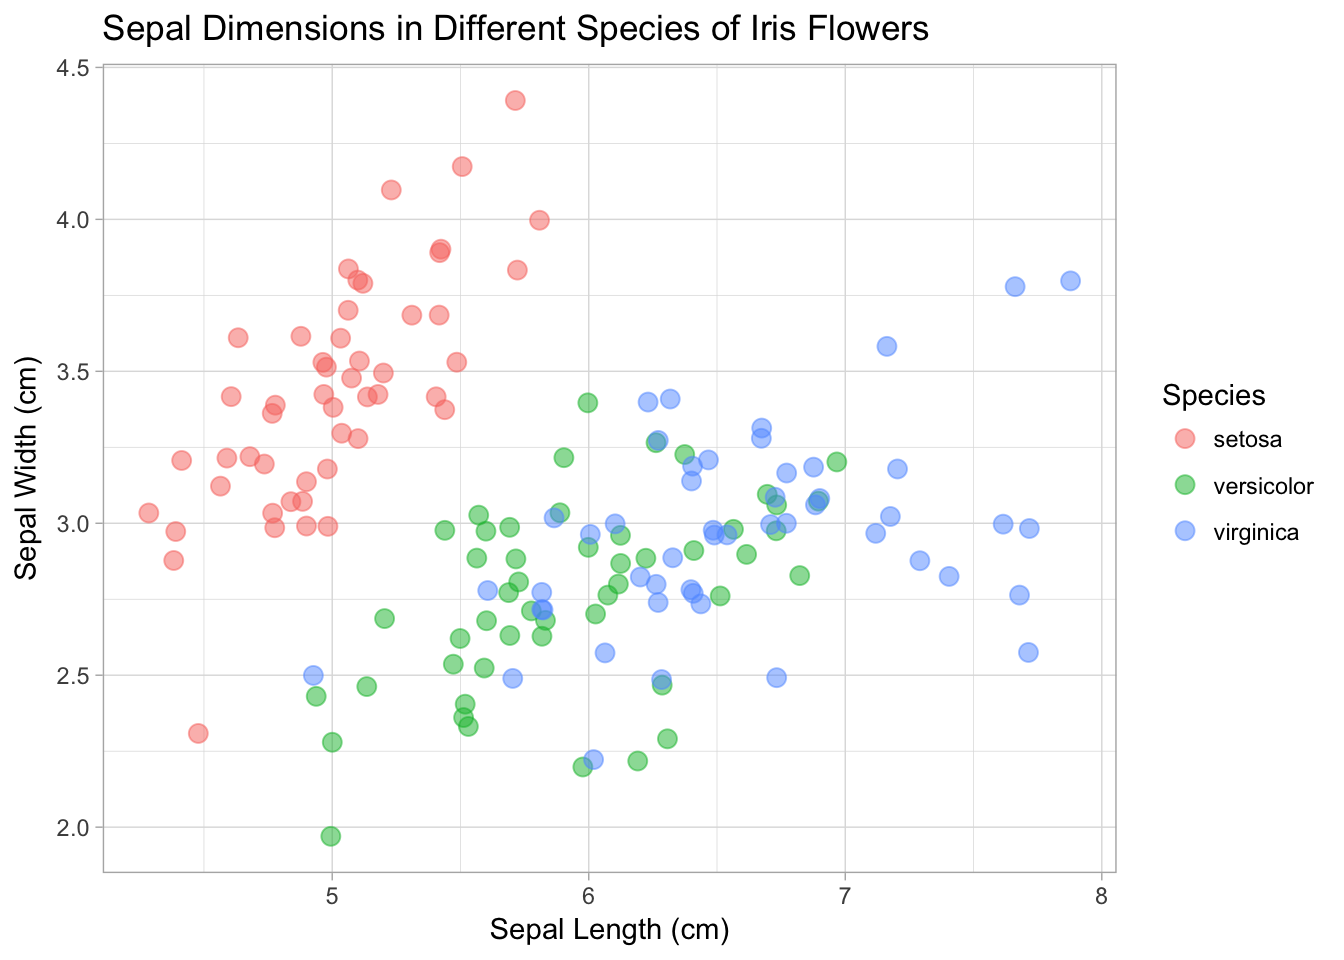 Sepal Dimensions in Different Species of Iris Flowers
4.5
4.0
3.5
3.0
2.5
2.0
Sepal Width (cm)
5 6 7 8
Sepal Length (cm)
Species
setosa
versicolor
virginica